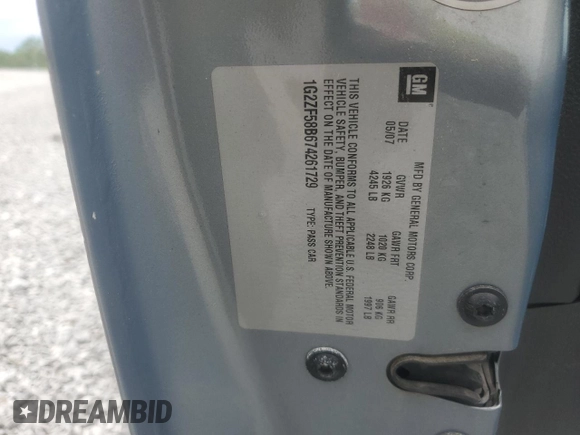 GM
MFD BY GENERAL MOTORS CORP.
DATE GVWR GAWR FRT GAWR RR
05/07 1926 KG 1020 KG 906 KG
4245 LB 2248 LB 1997 LB
THIS VEHICLE CONFORMS TO ALL APPLICABLE U.S. FEDERAL MOTOR
VEHICLE SAFETY, BUMPER, AND THEFT PREVENTION STANDARDS IN
EFFECT ON THE DATE OF MANUFACTURE SHOWN ABOVE.
1G2ZF58B674261729 TYPE: PASS CAR
DREAMBID